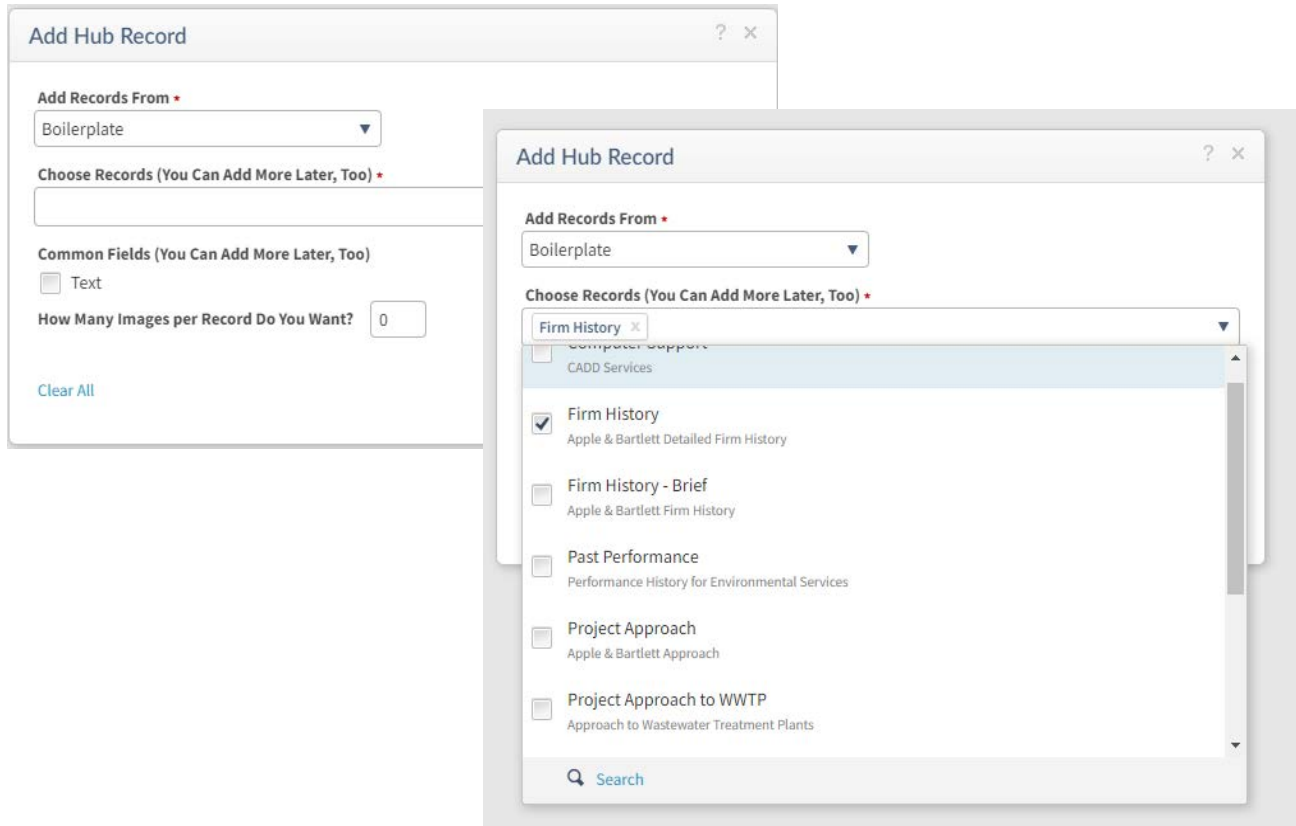 Add Hub Record
Add Records From *
Boilerplate
Choose Records (You Can Add More Later, Too) *
Common Fields (You Can Add More Later, Too)
Text
How Many Images per Record Do You Want? 0
Clear All
Add Hub Record
Add Records From *
Boilerplate
Choose Records (You Can Add More Later, Too) *
Firm History x
Computer Support
CADD Services
Firm History
Apple & Bartlett Detailed Firm History
Firm History - Brief
Apple & Bartlett Firm History
Past Performance
Performance History for Environmental Services
Project Approach
Apple & Bartlett Approach
Project Approach to WWTP
Approach to Wastewater Treatment Plants
Search